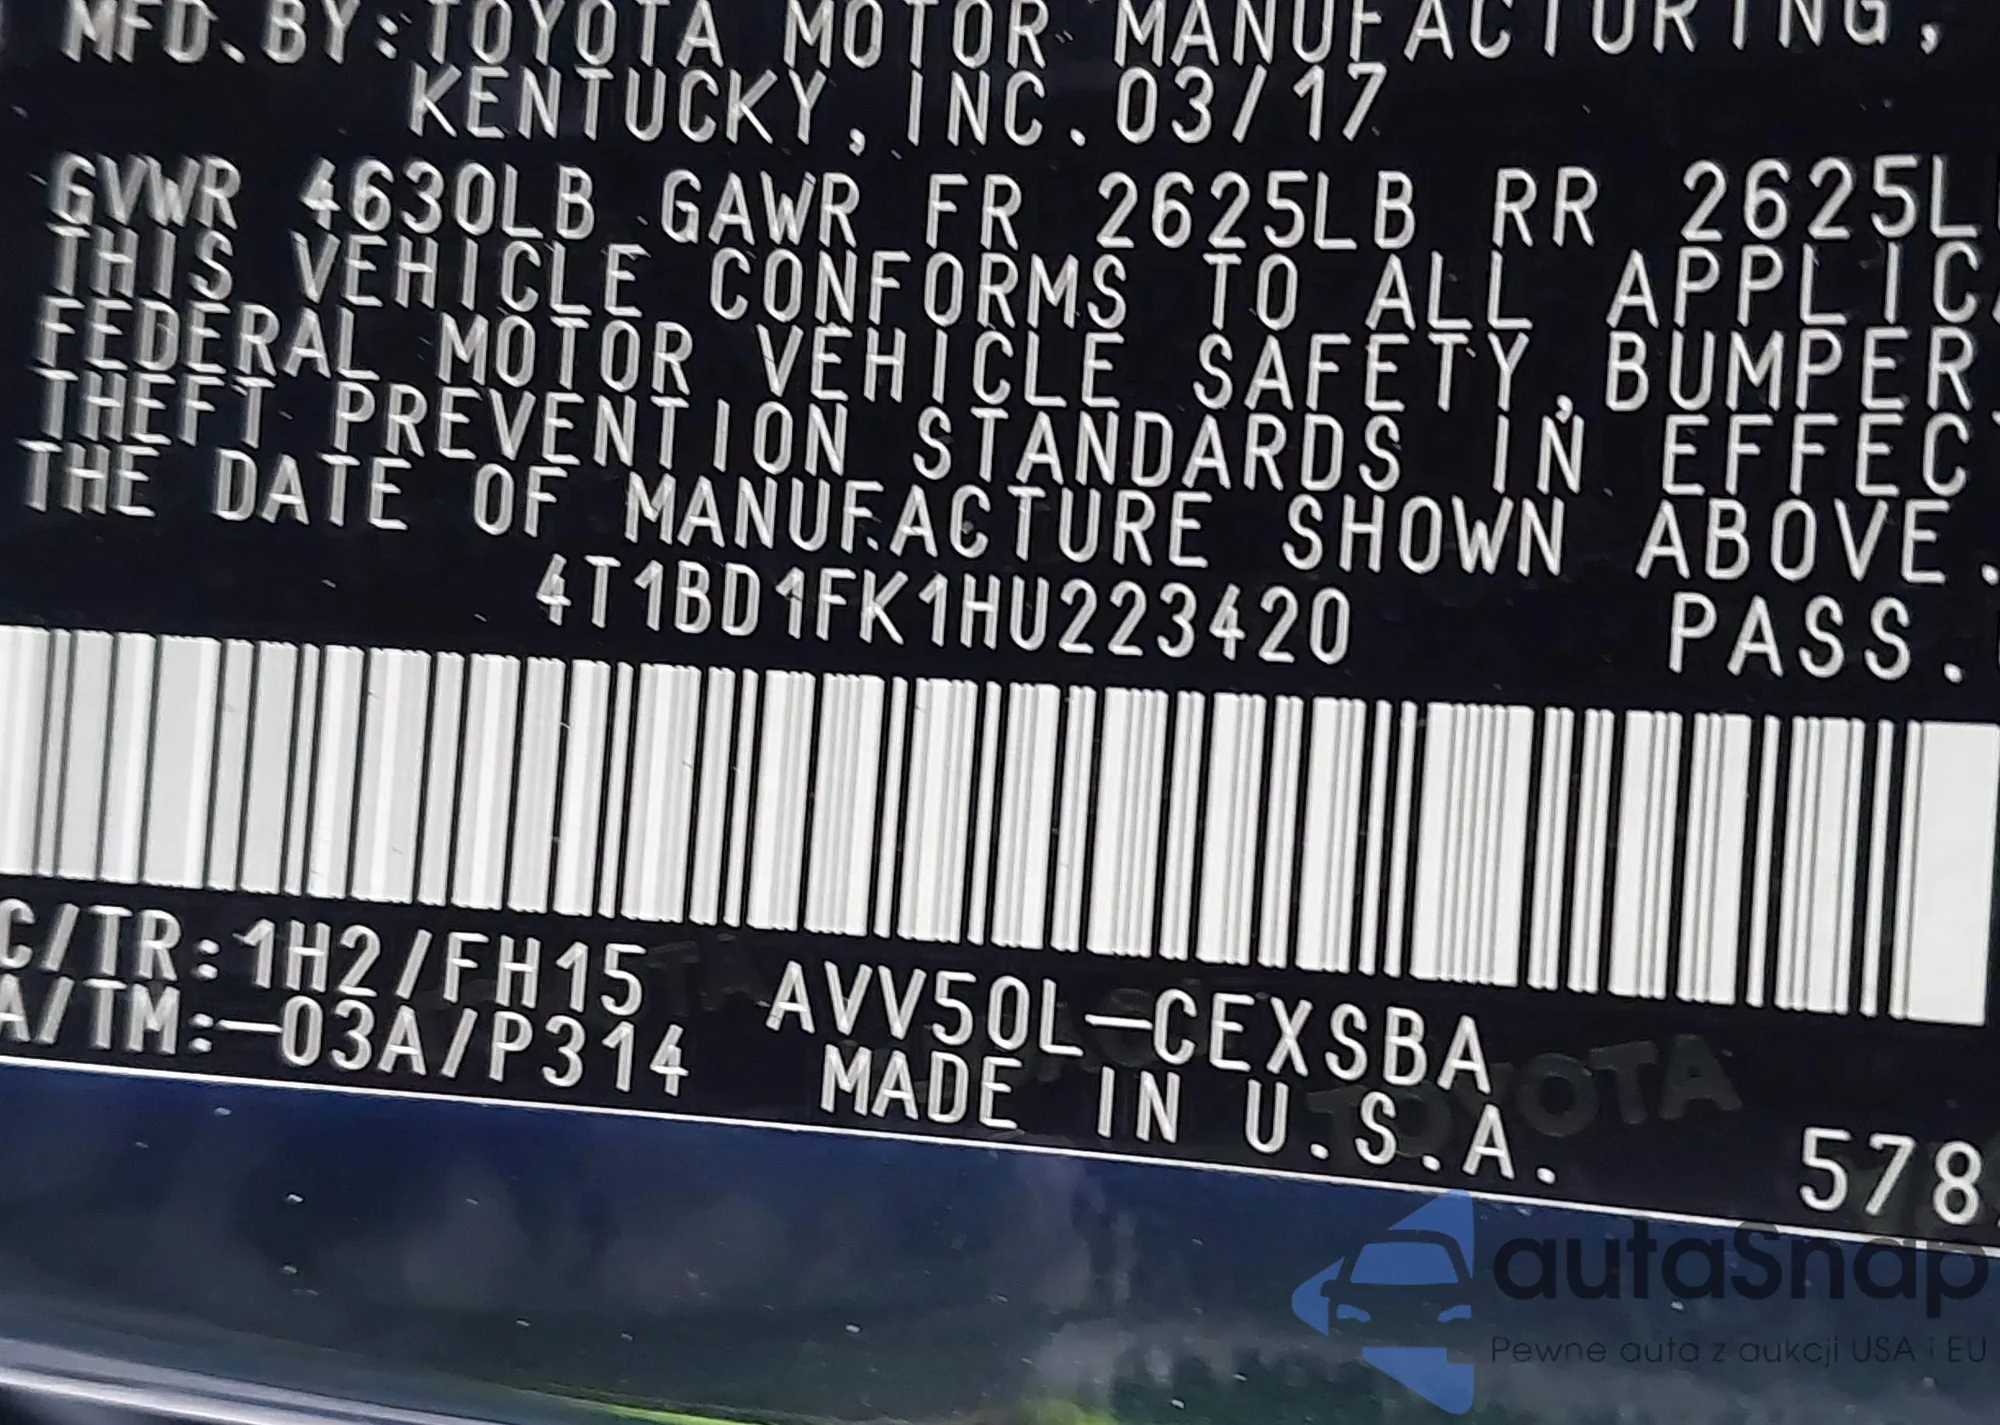 MFD. BY: TOYOTA MOTOR MANUFACTURING,
KENTUCKY, INC. 03/17
GVWR 4630LB GAWR FR 2625LB RR 2625L
THIS VEHICLE CONFORMS TO ALL APPLIC
FEDERAL MOTOR VEHICLE SAFETY, BUMPER,
THEFT PREVENTION STANDARDS IN EFFEC
THE DATE OF MANUFACTURE SHOWN ABOVE.
4T1BD1FK1HU223420 PASS.
C/TR: 1H2/FH15 AVV50L-CEXSBA
A/TM: -03A/P314 MADE IN U.S.A.
578
TOYOTA
autaSnap
Pewne auta z aukcji USA i EU